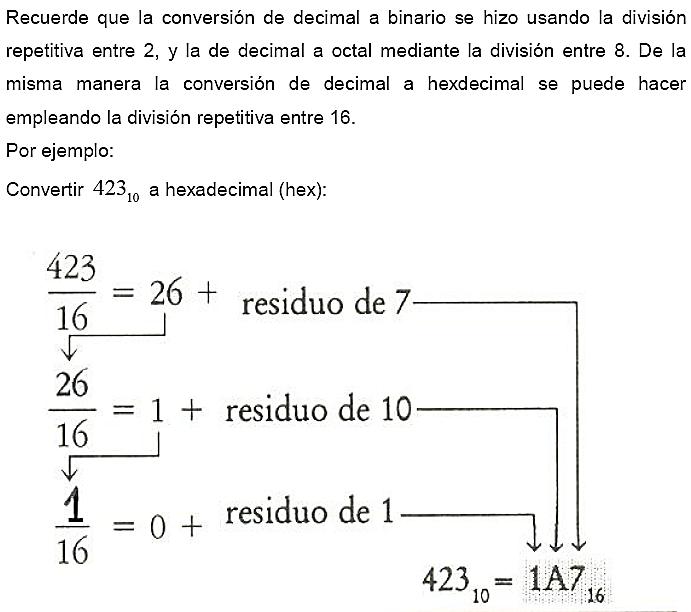 Recuerde que la conversión de decimal a binario se hizo usando la división
repetitiva entre 2, y la de decimal a octal mediante la división entre 8. De la
misma manera la conversión de decimal a hexdecimal se puede hacer
empleando la división repetitiva entre 16.
Por ejemplo:
Convertir 423₁₀ a hexadecimal (hex):
423/16 = 26 + residuo de 7
26/16 = 1 + residuo de 10
1/16 = 0 + residuo de 1
423₁₀ = 1A7₁₆